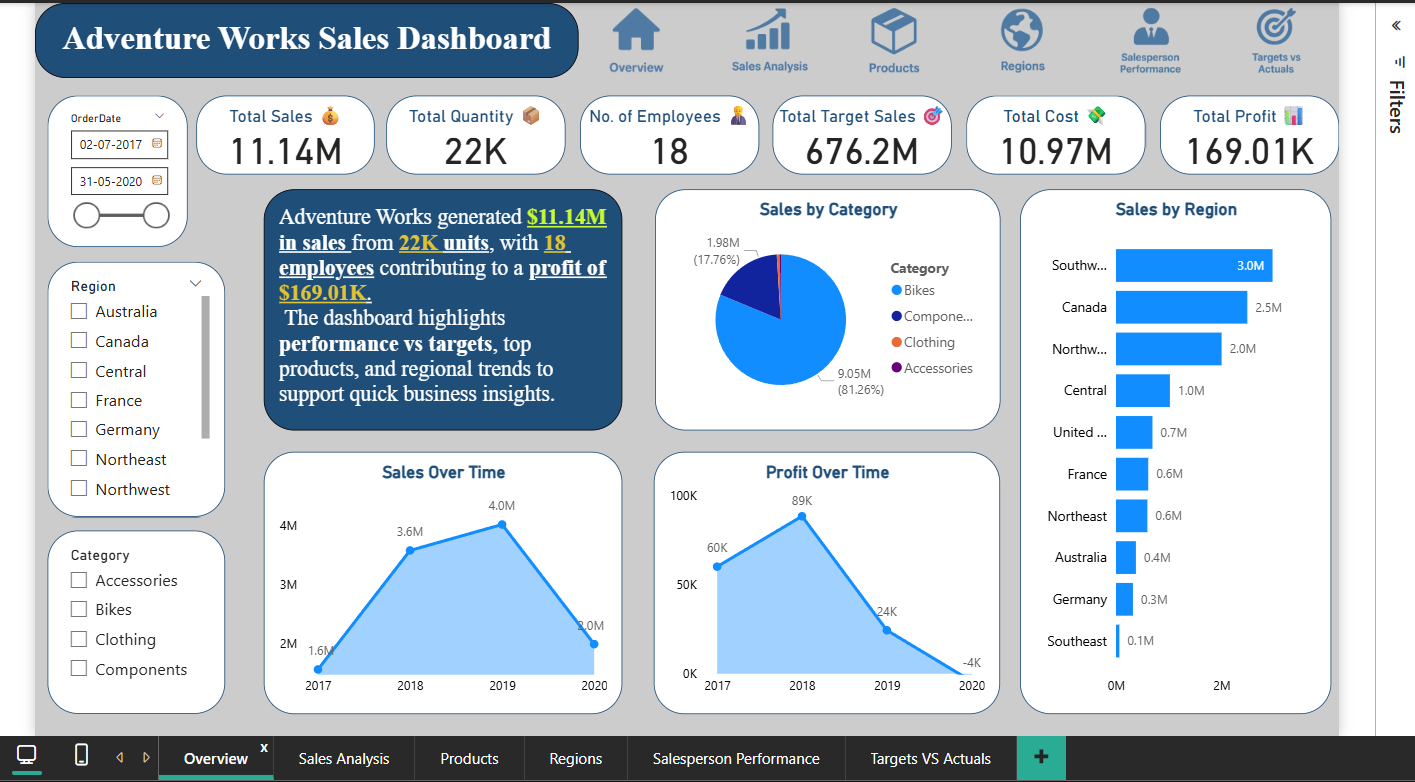 Adventure Works Sales Dashboard
Overview
Sales Analysis
Products
Regions
Salesperson
Performance
Targets vs
Actuals
Filters
OrderDate
02-07-2017
31-05-2020
Total Sales 💰
11.14M
Total Quantity 📦
22K
No. of Employees 👨‍💼
18
Total Target Sales 🎯
676.2M
Total Cost 💸
10.97M
Total Profit 📊
169.01K
Region
Australia
Canada
Central
France
Germany
Northeast
Northwest
Category
Accessories
Bikes
Clothing
Components
Adventure Works generated $11.14M
in sales from 22K units, with 18
employees contributing to a profit of
$169.01K.
The dashboard highlights
performance vs targets, top
products, and regional trends to
support quick business insights.
Sales by Category
1.98M
(17.76%)
9.05M
(81.26%)
Category
Bikes
Compone...
Clothing
Accessories
Sales by Region
Southw... 3.0M
Canada 2.5M
Northw... 2.0M
Central 1.0M
United ... 0.7M
France 0.6M
Northeast 0.6M
Australia 0.4M
Germany 0.3M
Southeast 0.1M
0M 2M
Sales Over Time
4M
3M
2M
1.6M
3.6M
4.0M
2.0M
2017 2018 2019 2020
Profit Over Time
100K
50K
0K
60K
89K
24K
-4K
2017 2018 2019 2020
Overview x
Sales Analysis
Products
Regions
Salesperson Performance
Targets VS Actuals
+